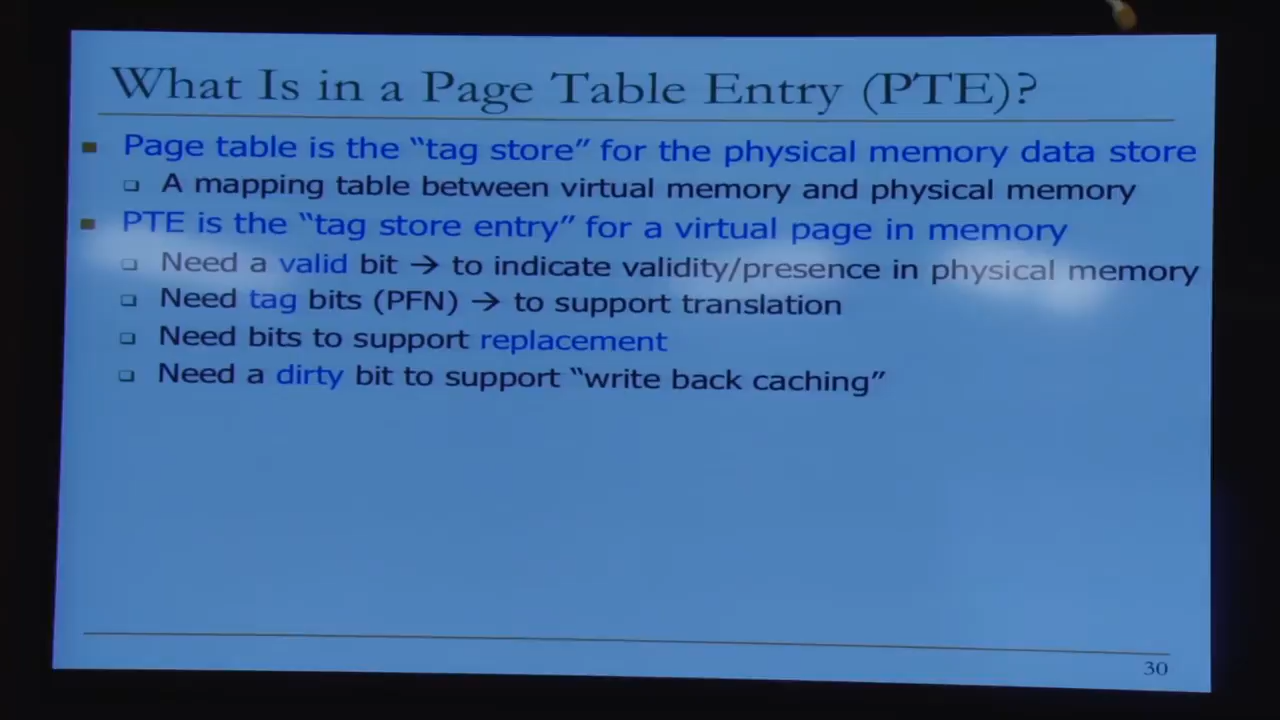 What Is in a Page Table Entry (PTE)?
Page table is the “tag store” for the physical memory data store
A mapping table between virtual memory and physical memory
PTE is the “tag store entry” for a virtual page in memory
Need a valid bit → to indicate validity/presence in physical memory
Need tag bits (PFN) → to support translation
Need bits to support replacement
Need a dirty bit to support “write back caching”
30